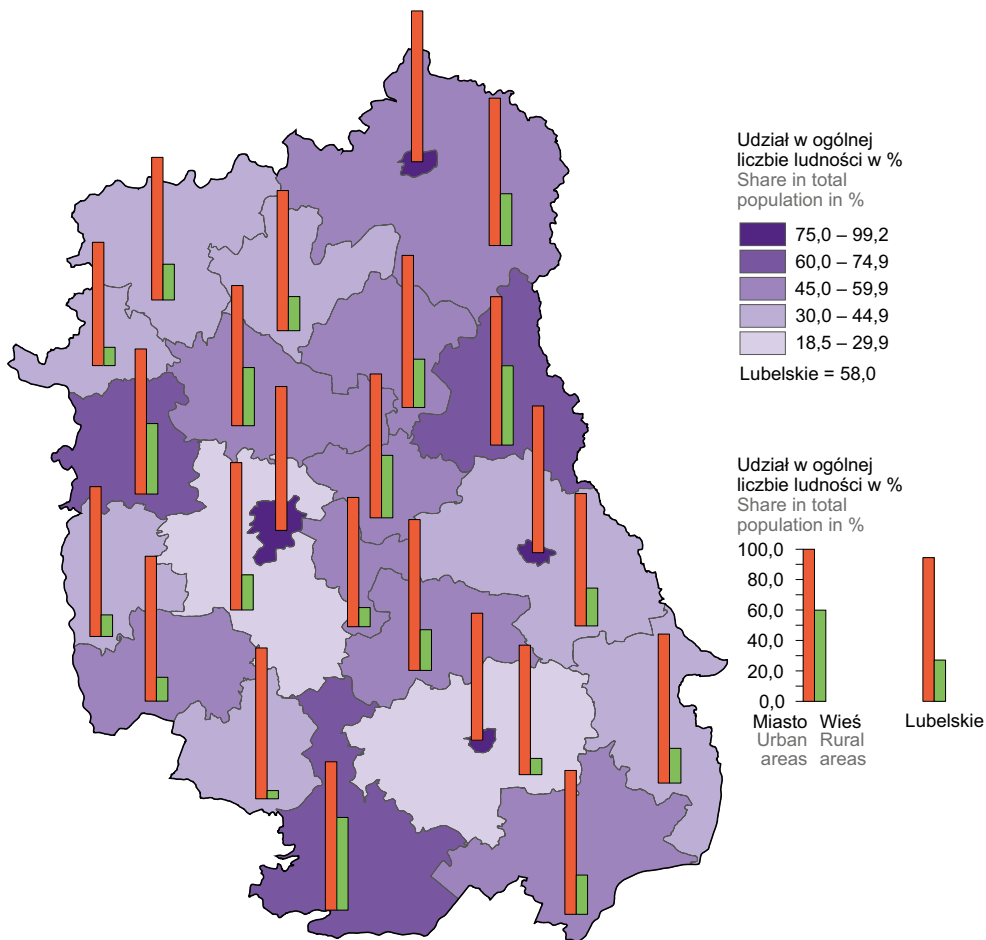 Udział w ogólnej
liczbie ludności w %
Share in total
population in %
75,0 – 99,2
60,0 – 74,9
45,0 – 59,9
30,0 – 44,9
18,5 – 29,9
Lubelskie = 58,0
Udział w ogólnej
liczbie ludności w %
Share in total
population in %
100,0
80,0
60,0
40,0
20,0
0,0
Miasto Wieś
Urban Rural
areas areas
Lubelskie